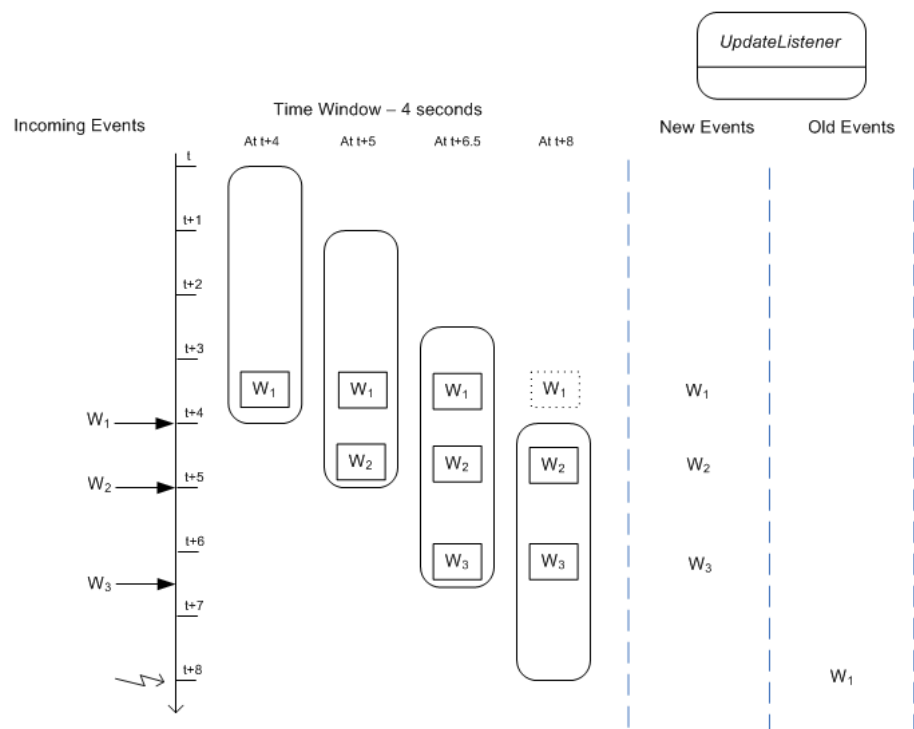 UpdateListener
Time Window – 4 seconds
Incoming Events
New Events
Old Events
At t+4
At t+5
At t+6.5
At t+8
t
t+1
t+2
t+3
W₁
W₁
W₁
W₁
W₁
W₁
t+4
W₂
W₂
W₂
W₂
W₂
t+5
t+6
W₃
W₃
W₃
W₃
t+7
t+8
W₁